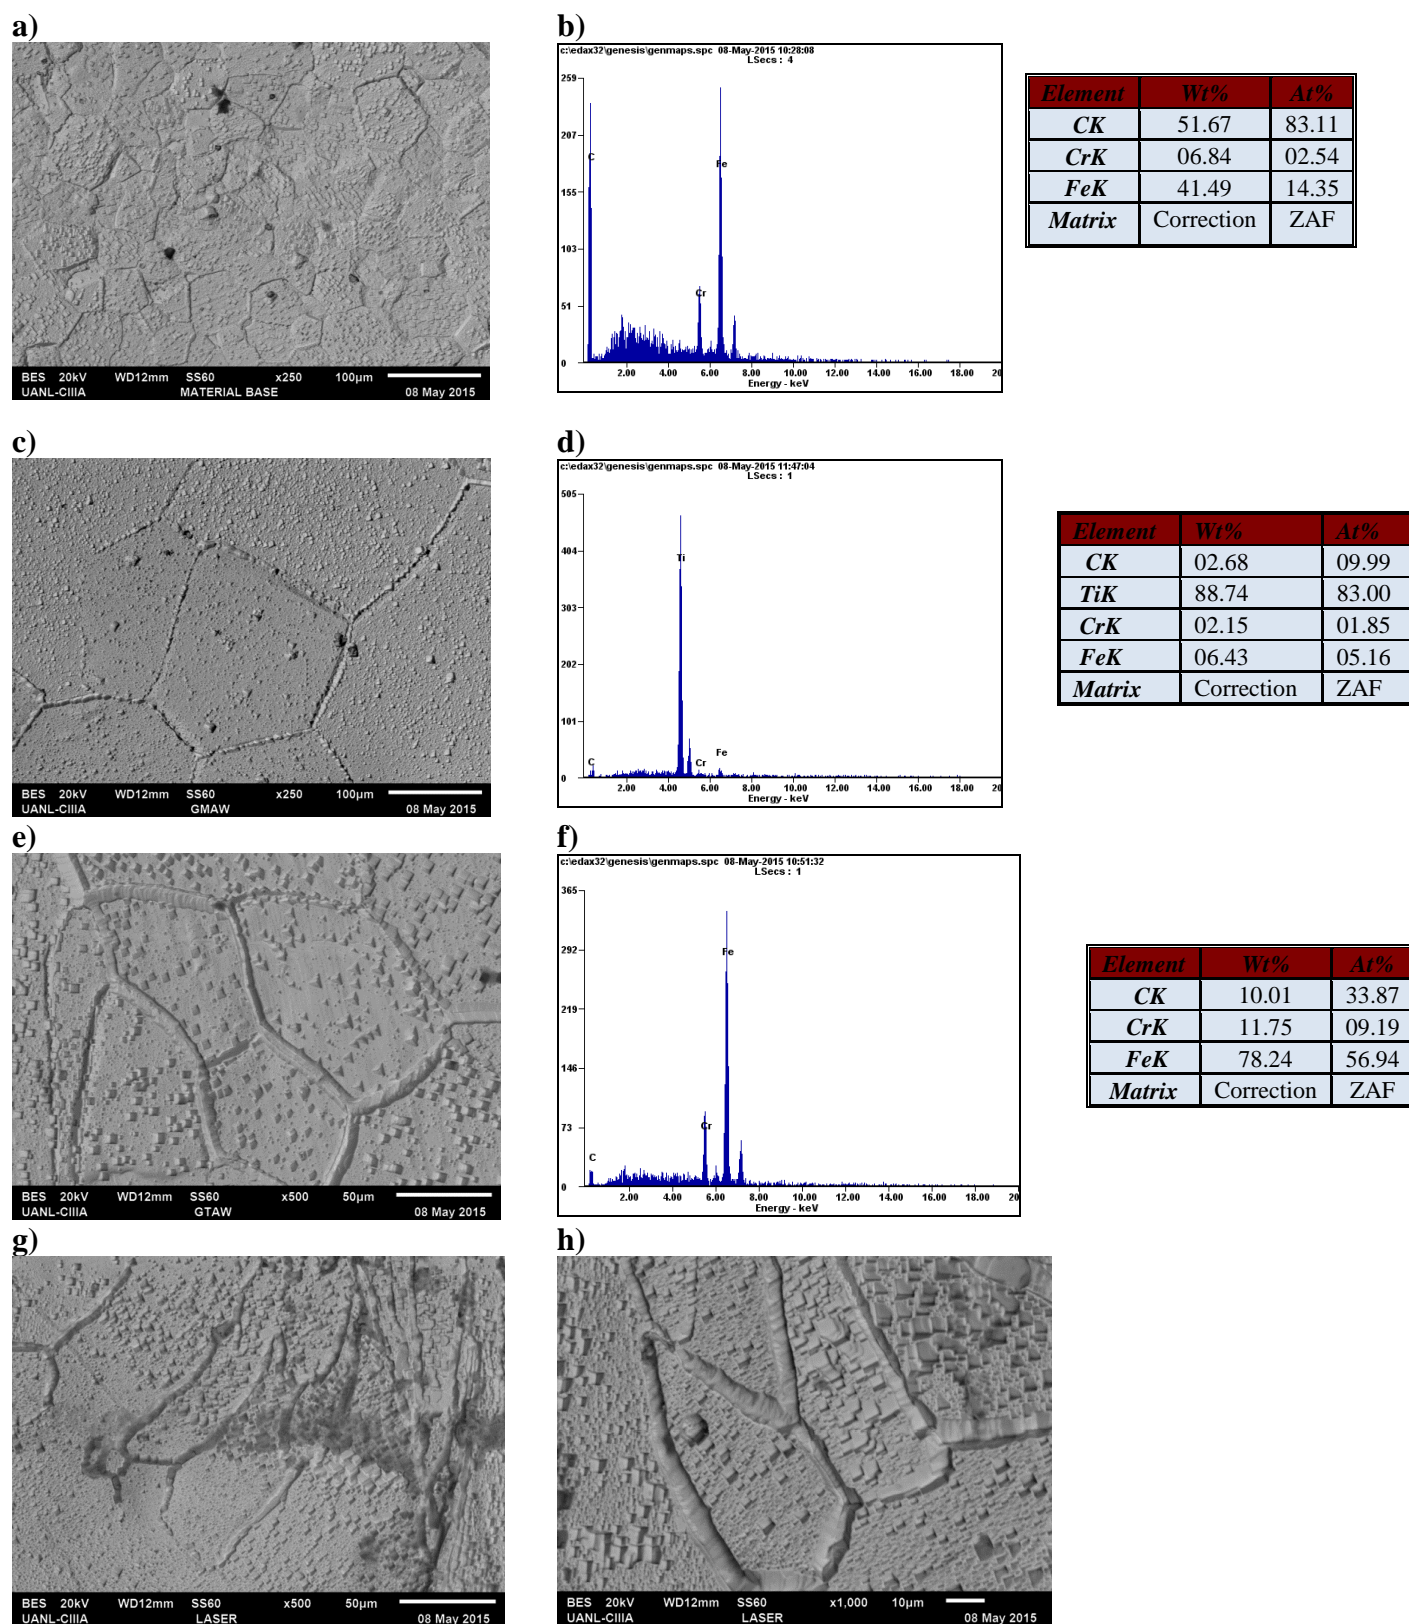 a)
BES 20kV WD12mm SS60 x250 100µm
UANL-CIIIA MATERIAL BASE 08 May 2015
b)
c:\edax32\genesis\genmaps.spc 08-May-2015 10:28:08
LSecs : 4
259
207
155
103
51
0
C
Cr
Fe
2.00 4.00 6.00 8.00 10.00 12.00 14.00 16.00 18.00 20
Energy - keV
Element Wt% At%
CK 51.67 83.11
CrK 06.84 02.54
FeK 41.49 14.35
Matrix Correction ZAF
c)
BES 20kV WD12mm SS60 x250 100µm
UANL-CIIIA GMAW 08 May 2015
d)
c:\edax32\genesis\genmaps.spc 08-May-2015 11:47:04
LSecs : 1
505
404
303
202
101
0
C
Ti
Cr
Fe
2.00 4.00 6.00 8.00 10.00 12.00 14.00 16.00 18.00 20
Energy - keV
Element Wt% At%
CK 02.68 09.99
TiK 88.74 83.00
CrK 02.15 01.85
FeK 06.43 05.16
Matrix Correction ZAF
e)
BES 20kV WD12mm SS60 x500 50µm
UANL-CIIIA GTAW 08 May 2015
f)
c:\edax32\genesis\genmaps.spc 08-May-2015 10:51:32
LSecs : 1
365
292
219
146
73
0
C
Cr
Fe
2.00 4.00 6.00 8.00 10.00 12.00 14.00 16.00 18.00 20
Energy - keV
Element Wt% At%
CK 10.01 33.87
CrK 11.75 09.19
FeK 78.24 56.94
Matrix Correction ZAF
g)
BES 20kV WD12mm SS60 x500 50µm
UANL-CIIIA LASER 08 May 2015
h)
BES 20kV WD12mm SS60 x1,000 10µm
UANL-CIIIA LASER 08 May 2015